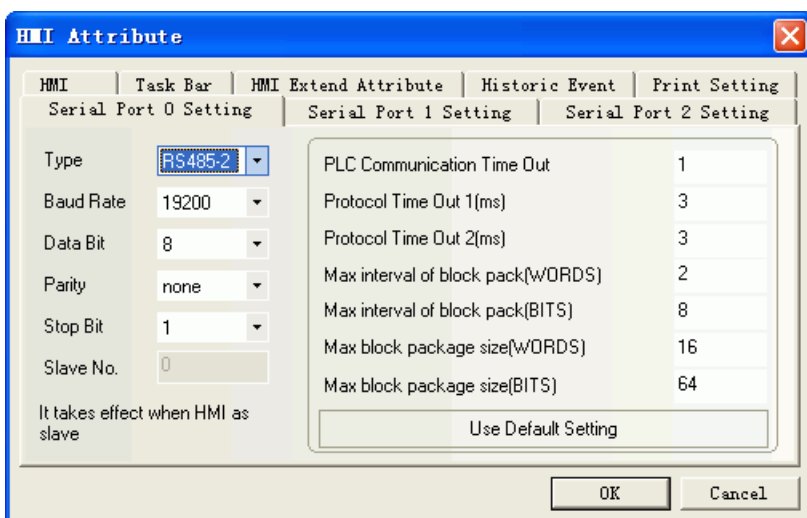 HMI Attribute
HMI
Task Bar
HMI Extend Attribute
Historic Event
Print Setting
Serial Port 0 Setting
Serial Port 1 Setting
Serial Port 2 Setting
Type RS485-2
Baud Rate 19200
Data Bit 8
Parity none
Stop Bit 1
Slave No. 0
It takes effect when HMI as
slave
PLC Communication Time Out 1
Protocol Time Out 1(ms) 3
Protocol Time Out 2(ms) 3
Max interval of block pack(WORDS) 2
Max interval of block pack(BITS) 8
Max block package size(WORDS) 16
Max block package size(BITS) 64
Use Default Setting
OK
Cancel